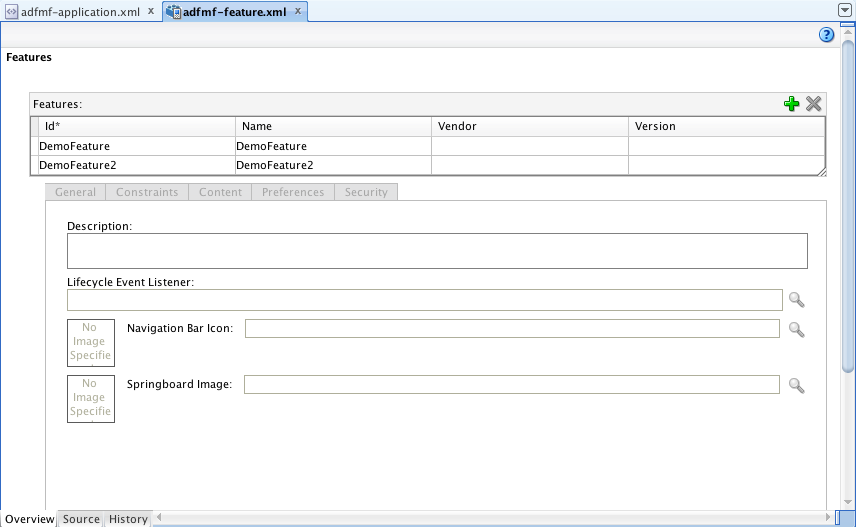 adfmf-application.xml x adfmf-feature.xml x
?
Features
Features:
Id* Name Vendor Version
DemoFeature DemoFeature
DemoFeature2 DemoFeature2
General Constraints Content Preferences Security
Description:
Lifecycle Event Listener:
No
Image
Specifie
Navigation Bar Icon:
No
Image
Specifie
Springboard Image:
Overview Source History